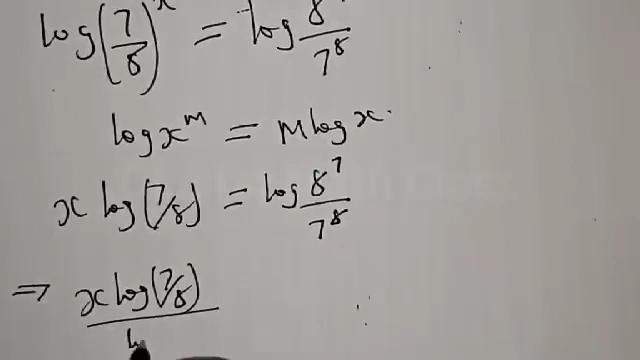 log(7/8)^x = log 8^7/7^8
log x^m = m log x.
x log(7/8) = log 8^7/7^8
⇒ x log(7/8)